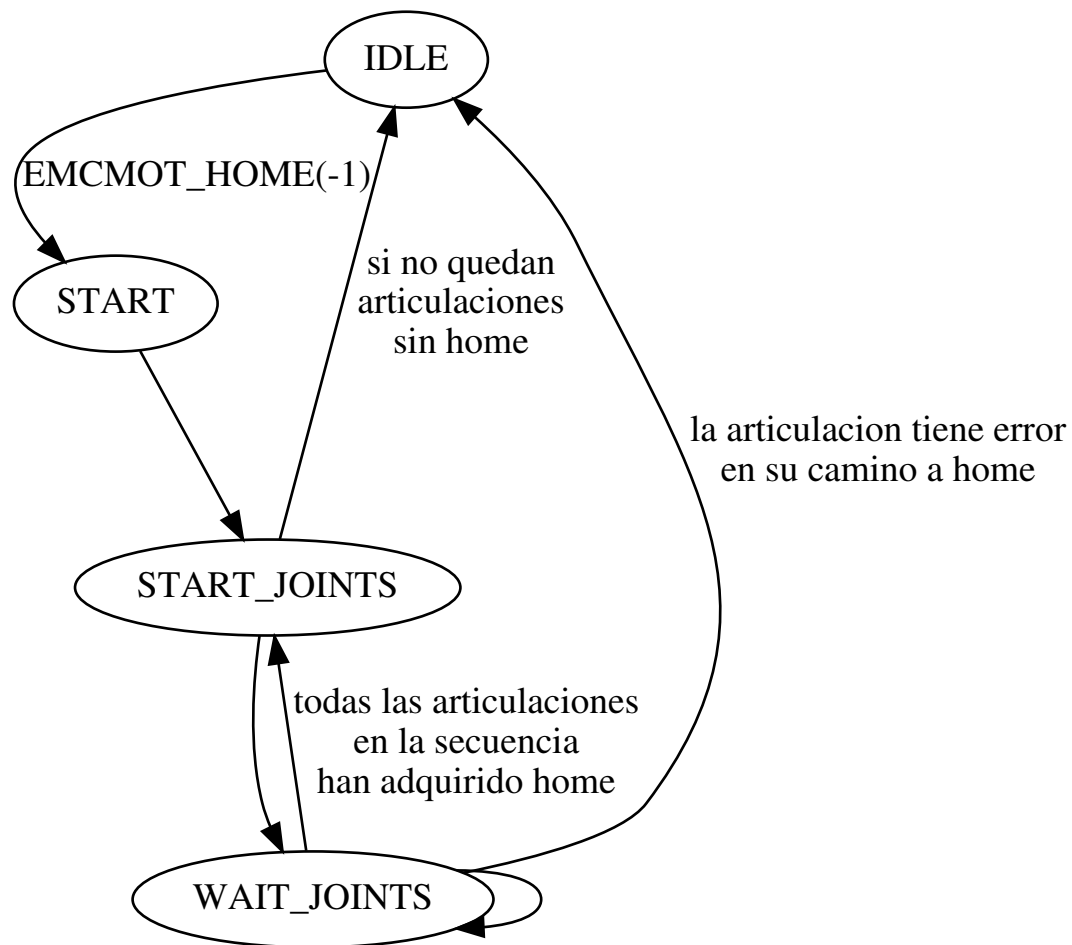 IDLE
EMCMOT_HOME(-1)
si no quedan
articulaciones
sin home
START
la articulacion tiene error
en su camino a home
START_JOINTS
todas las articulaciones
en la secuencia
han adquirido home
WAIT_JOINTS